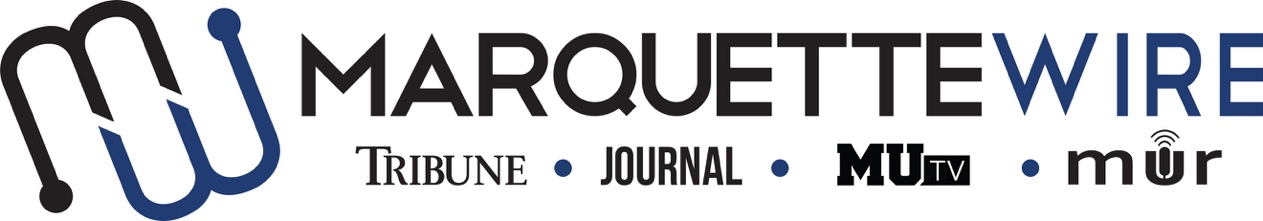 MARQUETTEWIRE
TRIBUNE • JOURNAL • MUTV • mur